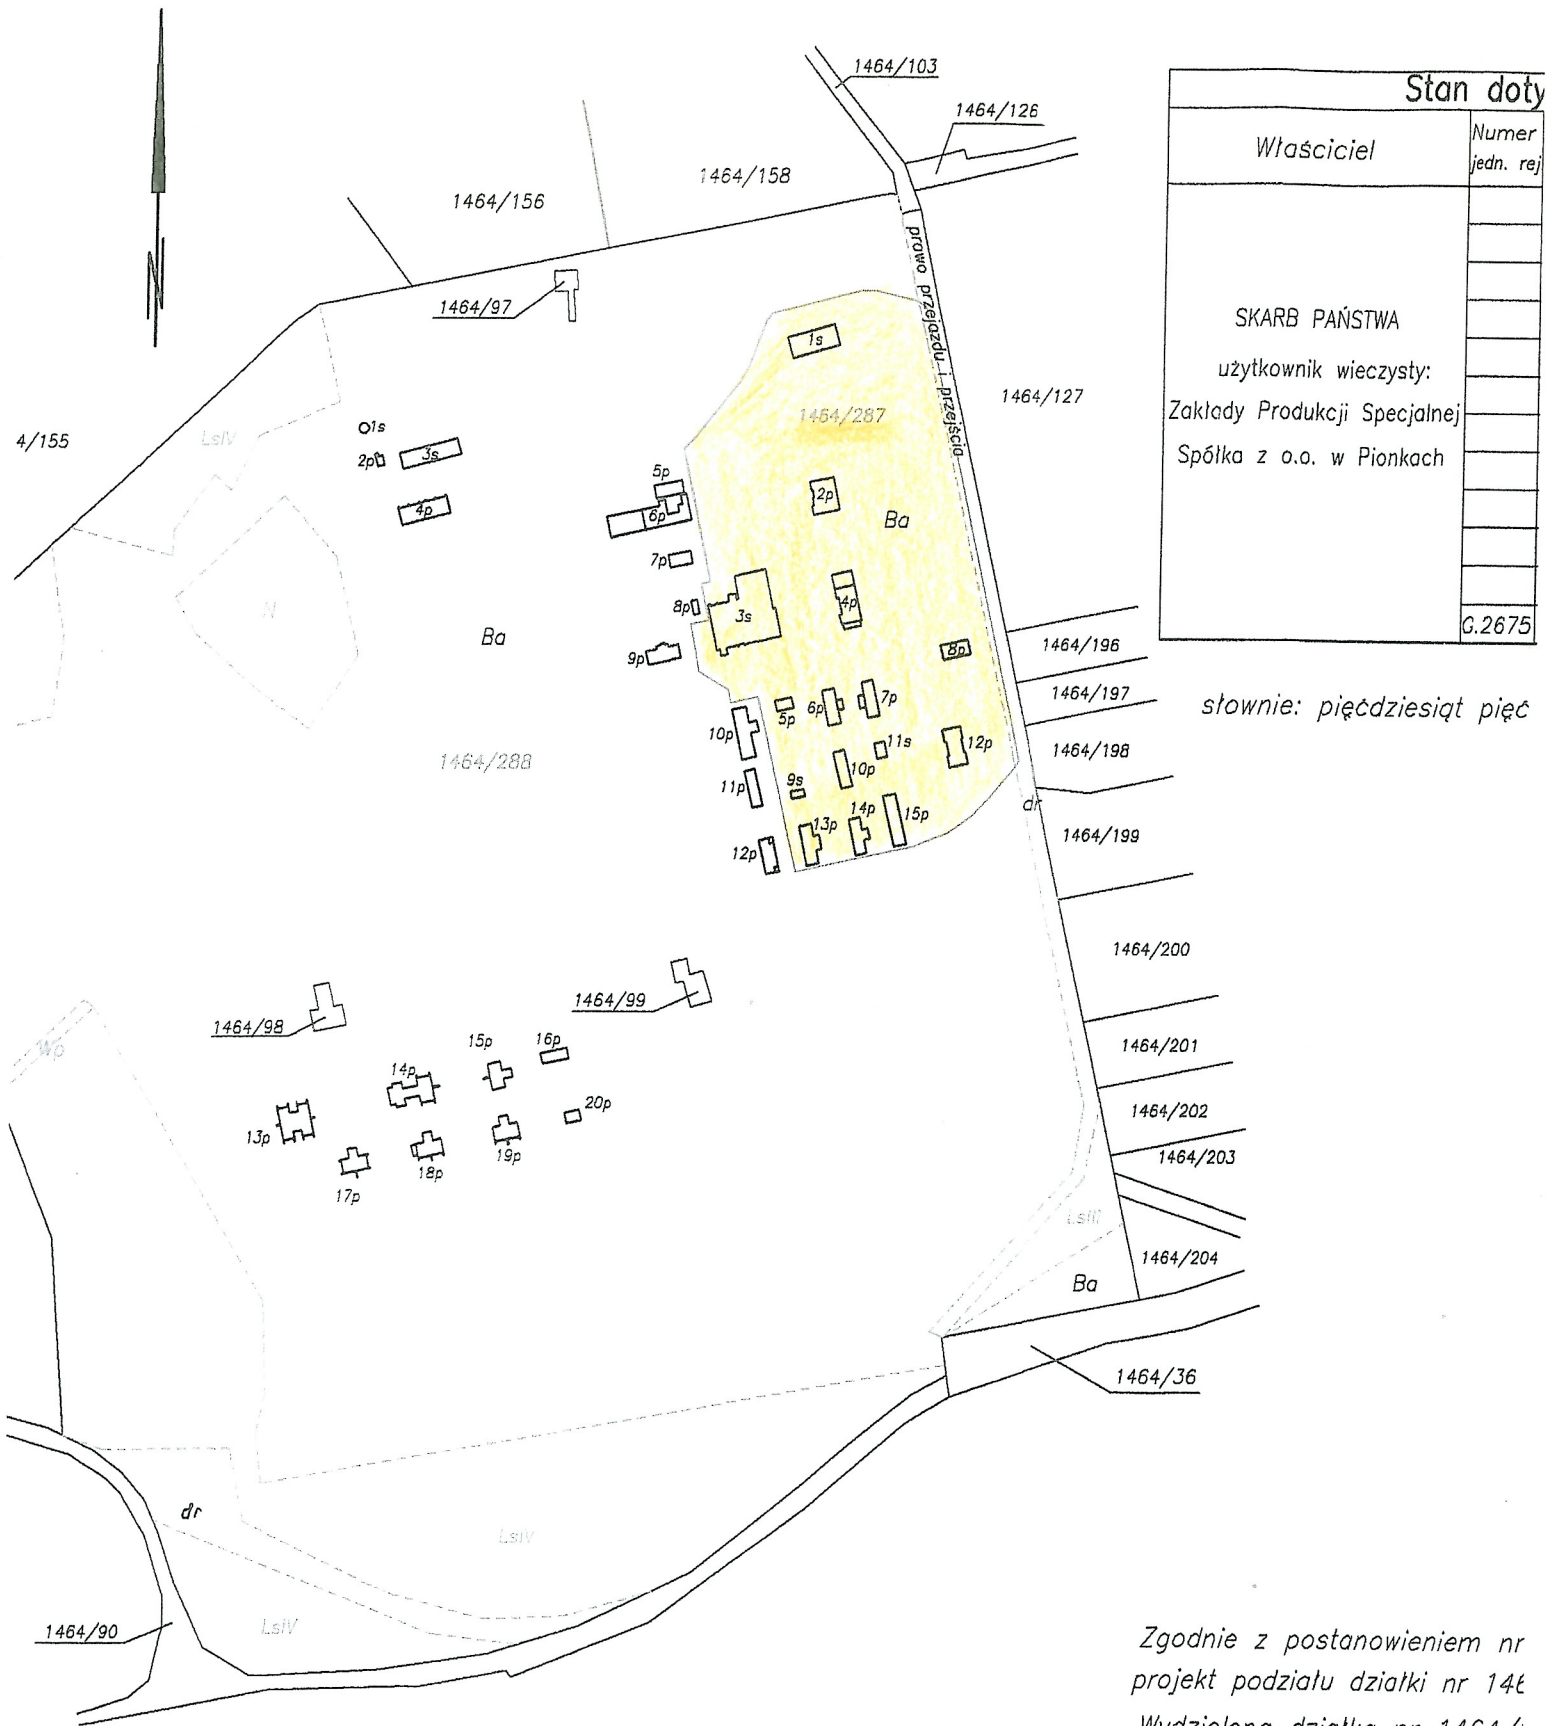 1464/103
1464/126
1464/158
1464/156
1464/97
prawo przejazdu i przejścia
Stan doty
Właściciel
Numer
jedn. rej
SKARB PAŃSTWA
użytkownik wieczysty:
Zakłady Produkcji Specjalnej
Spółka z o.o. w Pionkach
G.2675
słownie: pięćdziesiąt pięć
N
1s
1464/287
1464/127
4/155
LsIV
1s
2p
3s
4p
5p
6p
7p
8p
9p
2p
Ba
3s
4p
8p
N
Ba
1464/196
1464/197
1464/198
1464/199
5p
6p
7p
10p
11s
12p
1464/288
11p
9s
10p
dr
12p
13p
14p
15p
1464/200
1464/99
1464/98
Wp
1464/201
15p
16p
14p
13p
20p
1464/202
17p
18p
19p
1464/203
LsIII
1464/204
Ba
1464/36
dr
LsIV
LsIV
1464/90
Zgodnie z postanowieniem nr
projekt podziału działki nr 146
Wydzielona działka nr 1464/